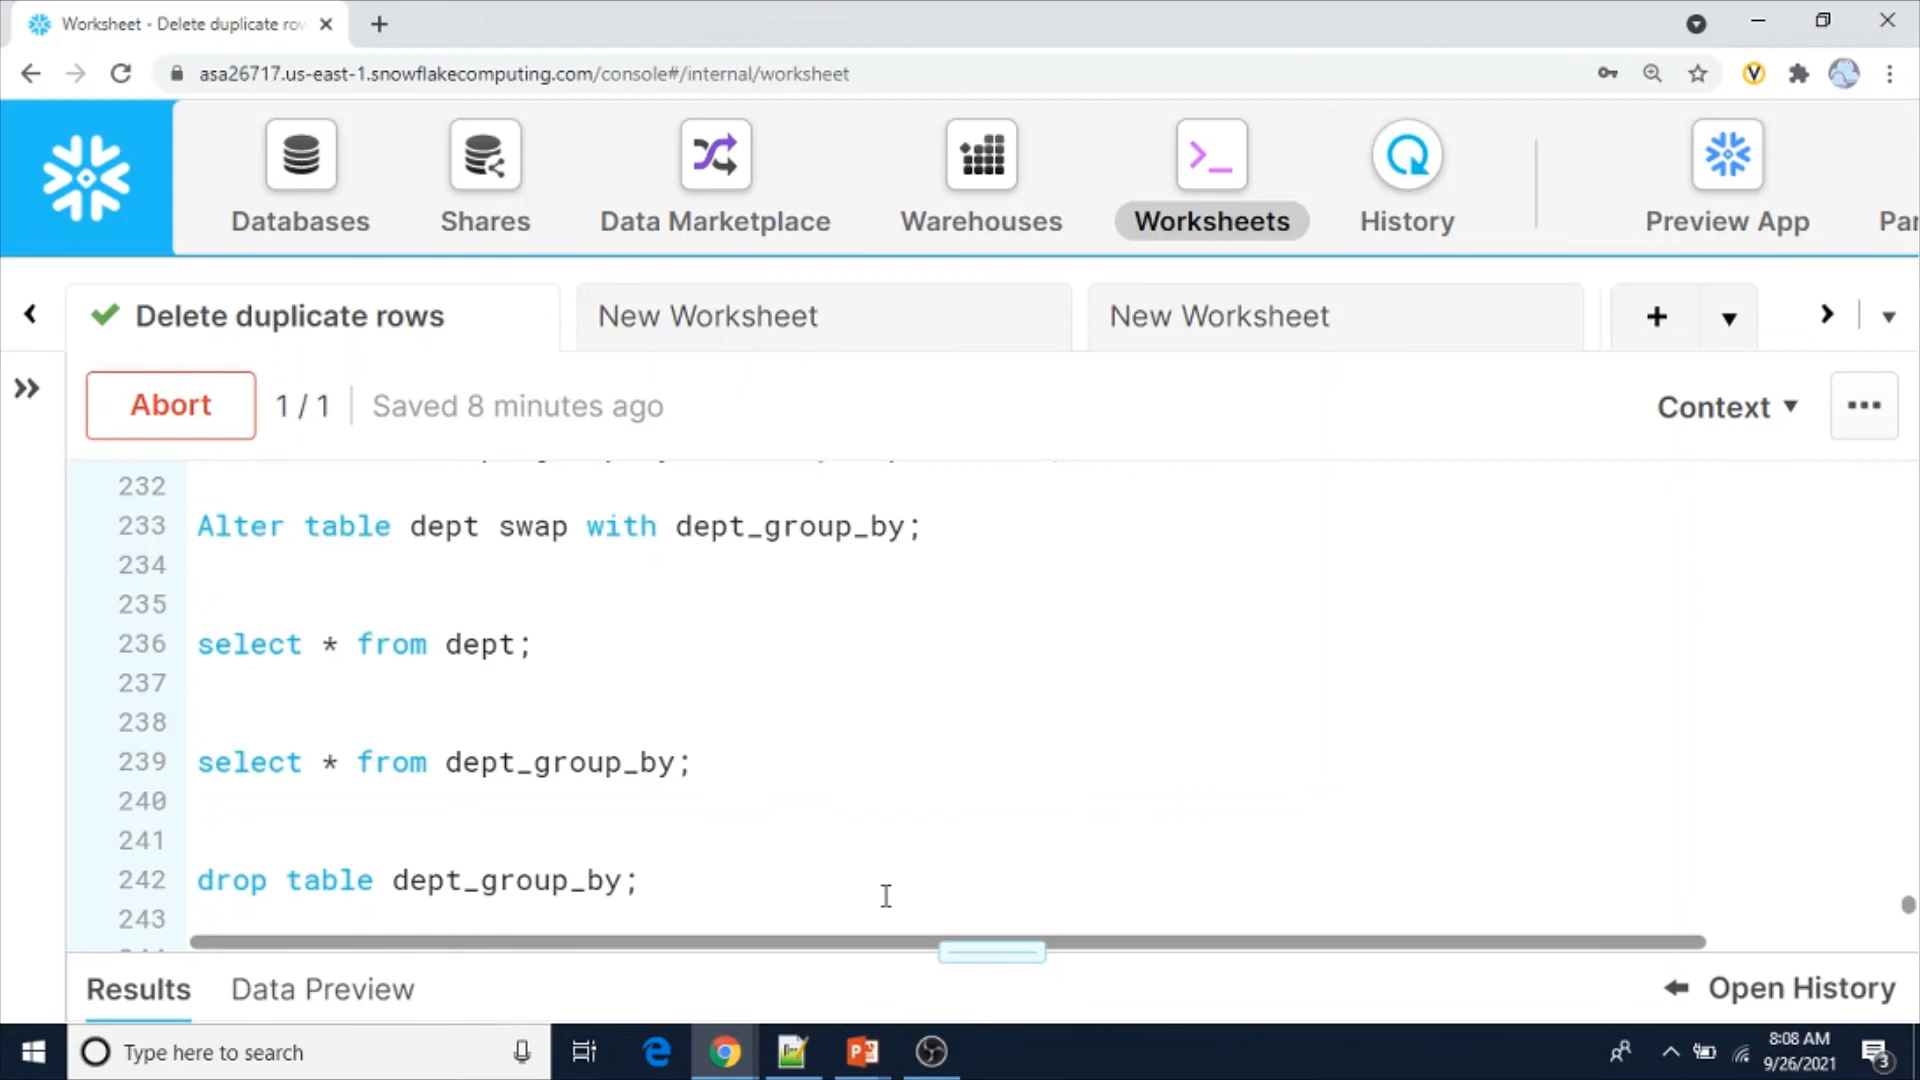 Worksheet - Delete duplicate rov
asa26717.us-east-1.snowflakecomputing.com/console#/internal/worksheet
Databases
Shares
Data Marketplace
Warehouses
Worksheets
History
Preview App
Par
Delete duplicate rows
New Worksheet
New Worksheet
Abort
1 / 1
Saved 8 minutes ago
Context
232
233 Alter table dept swap with dept_group_by;
234
235
236 select * from dept;
237
238
239 select * from dept_group_by;
240
241
242 drop table dept_group_by;
243
Results
Data Preview
Open History
Type here to search
8:08 AM
9/26/2021
3